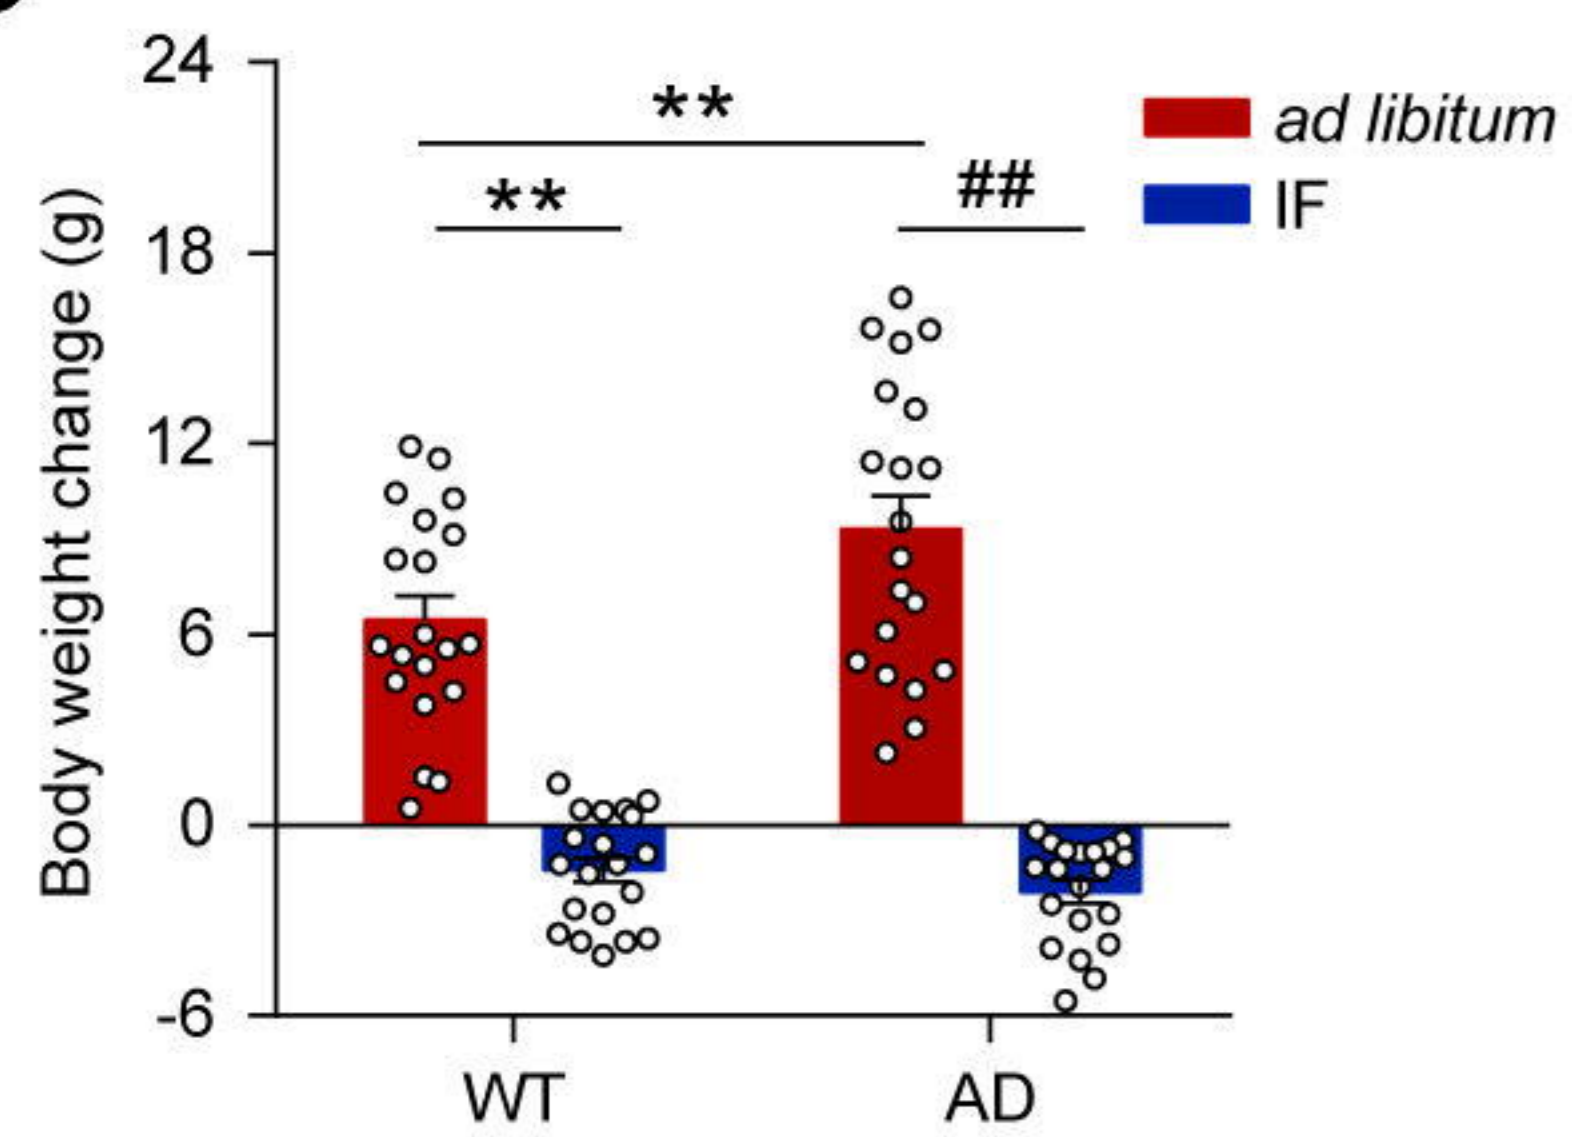 24
18
12
6
0
-6
Body weight change (g)
**
**
##
ad libitum
IF
WT
AD